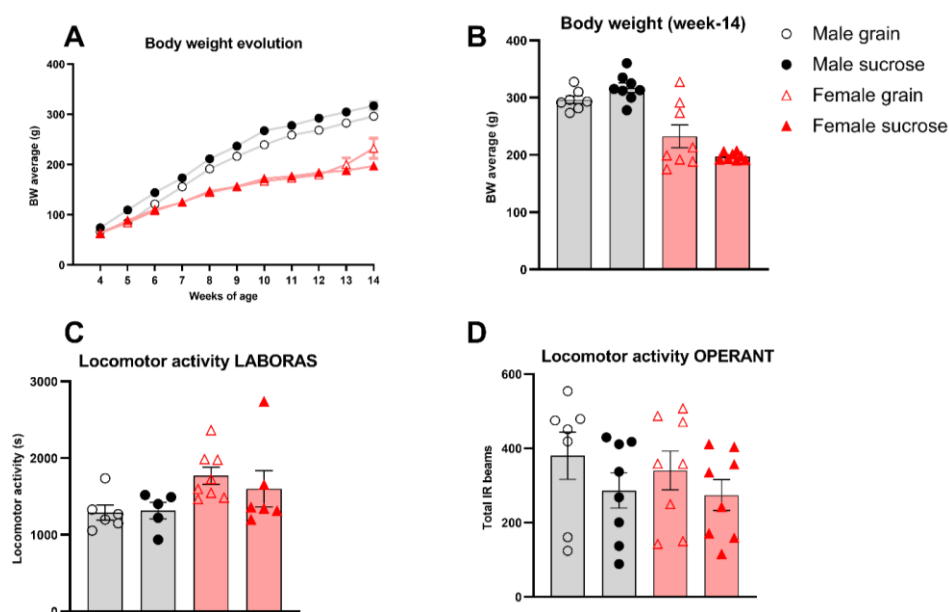 A
Body weight evolution
BW average (g)
400
300
200
100
0
4 5 6 7 8 9 10 11 12 13 14
Weeks of age
B
Body weight (week-14)
BW average (g)
400
300
200
100
0
Male grain
Male sucrose
Female grain
Female sucrose
C
Locomotor activity LABORAS
Locomotor activity (s)
3000
2000
1000
0
D
Locomotor activity OPERANT
Total IR beams
600
400
200
0